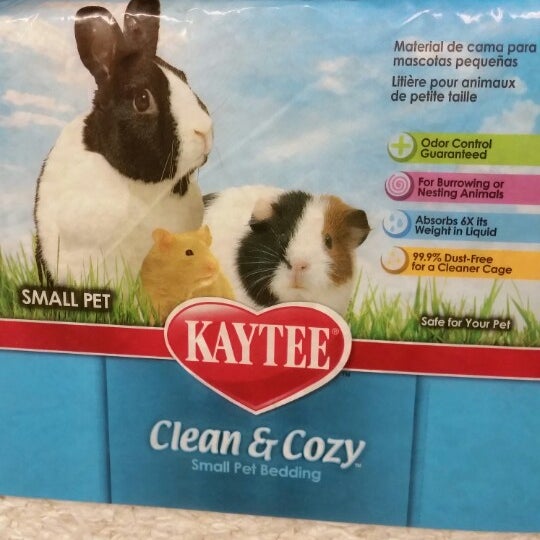 Material de cama para
mascotas pequeñas
Litière pour animaux
de petite taille
Odor Control
Guaranteed
For Burrowing or
Nesting Animals
Absorbs 6X its
Weight in Liquid
99.9% Dust-Free
for a Cleaner Cage
SMALL PET
Safe for Your Pet
KAYTEE®
Clean & Cozy™
Small Pet Bedding